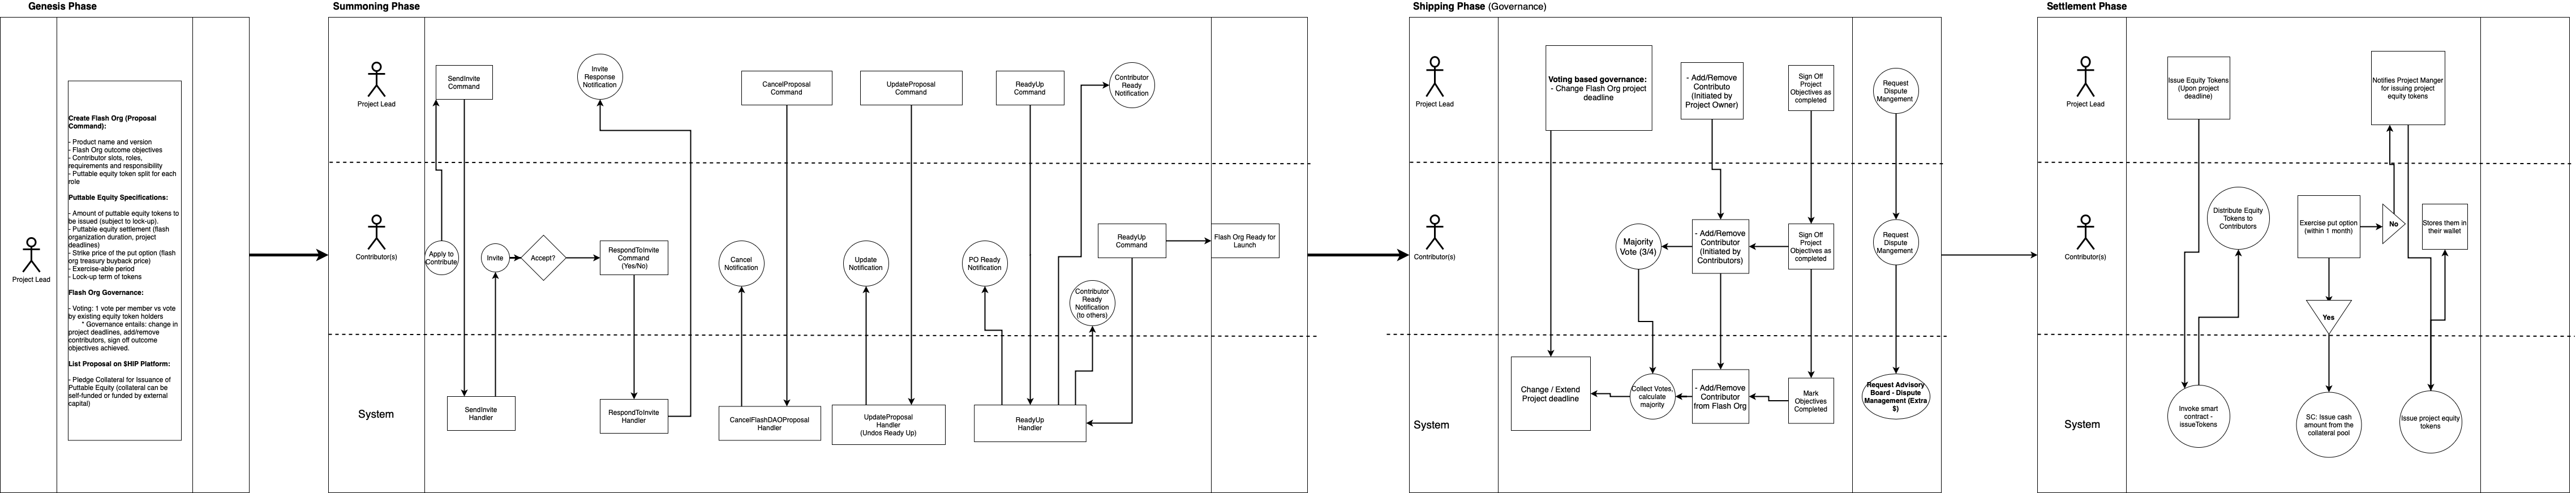 Genesis Phase
Project Lead
Create Flash Org (Proposal
Command):
- Product name and version
- Flash Org outcome objectives
- Contributor slots, roles,
requirements and responsibility
- Puttable equity token split for each
role
Puttable Equity Specifications:
- Amount of puttable equity tokens to
be issued (subject to lock-up).
- Puttable equity settlement (flash
organization duration, project
deadlines)
- Strike price of the put option (flash
org treasury buyback price)
- Exercise-able period
- Lock-up term of tokens
Flash Org Governance:
- Voting: 1 vote per member vs vote
by existing equity token holders
* Governance entails: change in
project deadlines, add/remove
contributors, sign off outcome
objectives achieved.
List Proposal on $HIP Platform:
- Pledge Collateral for Issuance of
Puttable Equity (collateral can be
self-funded or funded by external
capital)
Summoning Phase
Project Lead
SendInvite
Command
Invite
Response
Notification
CancelProposal
Command
UpdateProposal
Command
ReadyUp
Command
Contributor
Ready
Notification
Contributor(s)
Apply to
Contribute
Invite
Accept?
RespondToInvite
Command
(Yes/No)
Cancel
Notification
Update
Notification
PO Ready
Notification
Contributor
Ready
Notification
(to others)
ReadyUp
Command
Flash Org Ready for
Launch
System
SendInvite
Handler
RespondToInvite
Handler
CancelFlashDAOProposal
Handler
UpdateProposal
Handler
(Undos Ready Up)
ReadyUp
Handler
Shipping Phase (Governance)
Project Lead
Voting based governance:
- Change Flash Org project
deadline
- Add/Remove
Contributo
(Initiated by
Project Owner)
Sign Off
Project
Objectives as
completed
Request
Dispute
Mangement
Contributor(s)
Majority
Vote (3/4)
- Add/Remove
Contributor
(Initiated by
Contributors)
Sign Off
Project
Objectives as
completed
Request
Dispute
Mangement
System
Change / Extend
Project deadline
Collect Votes,
calculate
majority
- Add/Remove
Contributor
from Flash Org
Mark
Objectives
Completed
Request Advisory
Board - Dispute
Management (Extra
$)
Settlement Phase
Project Lead
Issue Equity Tokens
(Upon project
deadline)
Notifies Project Manger
for issuing project
equity tokens
Contributor(s)
Distribute Equity
Tokens to
Contributors
Exercise put option
(within 1 month)
No
Stores them in
their wallet
Yes
System
Invoke smart
contract -
issueTokens
SC: Issue cash
amount from the
collateral pool
Issue project equity
tokens